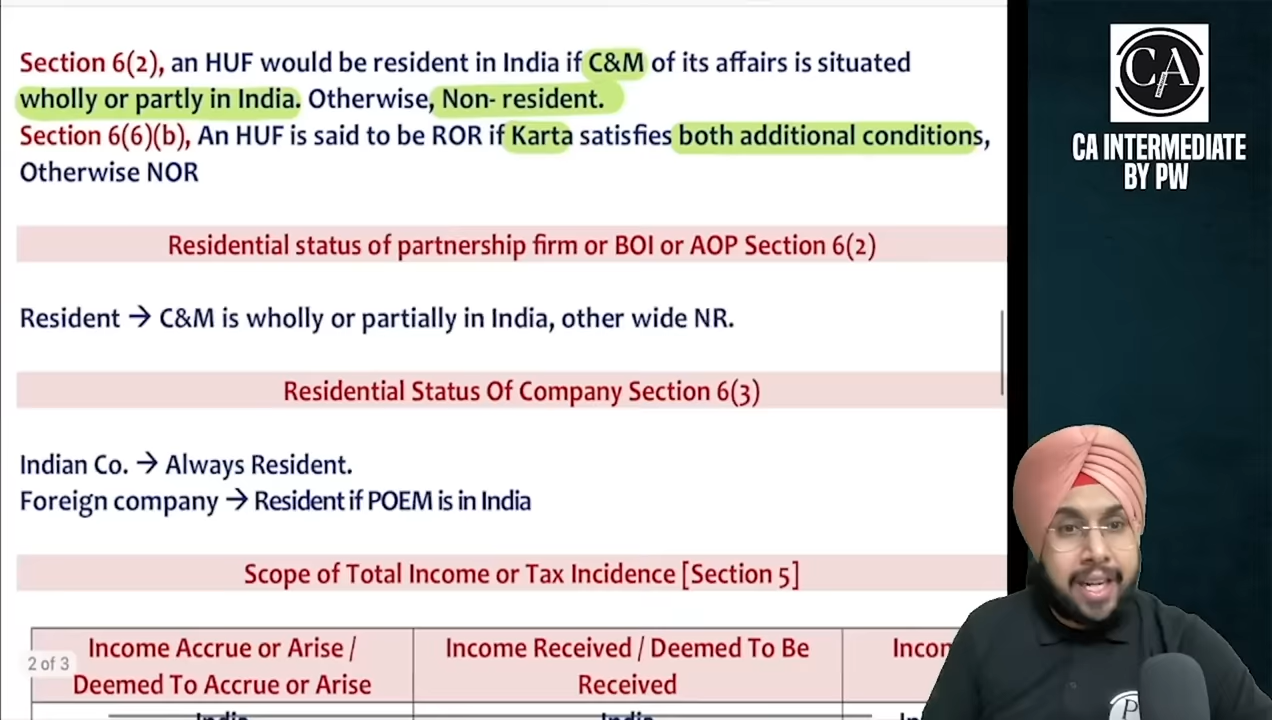 Section 6(2), an HUF would be resident in India if C&M of its affairs is situated
wholly or partly in India. Otherwise, Non- resident.
Section 6(6)(b), An HUF is said to be ROR if Karta satisfies both additional conditions,
Otherwise NOR
Residential status of partnership firm or BOI or AOP Section 6(2)
Resident → C&M is wholly or partially in India, other wide NR.
Residential Status Of Company Section 6(3)
Indian Co. → Always Resident.
Foreign company → Resident if POEM is in India
Scope of Total Income or Tax Incidence [Section 5]
Income Accrue or Arise /
Deemed To Accrue or Arise
Income Received / Deemed To Be
Received
2 of 3
CA
CA INTERMEDIATE
BY PW
P